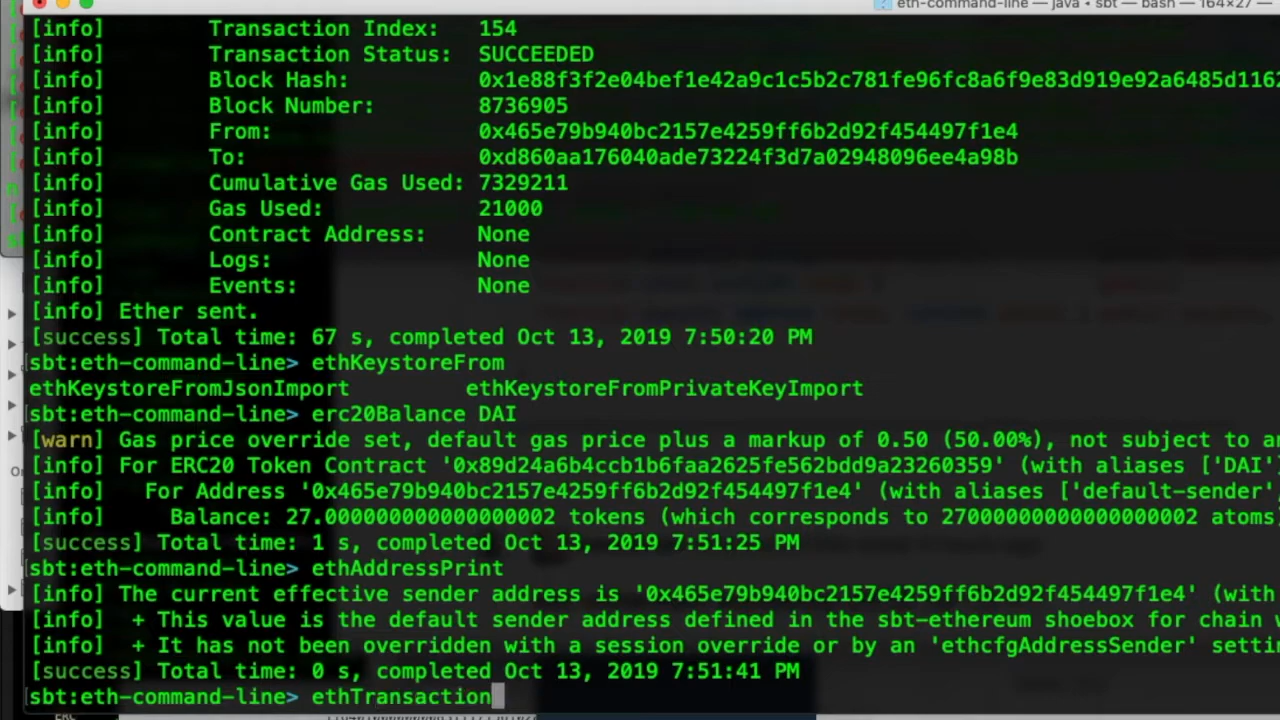 eth-command-line — java ◂ sbt — bash — 164×27
[info]        Transaction Index:   154
[info]        Transaction Status:  SUCCEEDED
[info]        Block Hash:          0x1e88f3f2e04bef1e42a9c1c5b2c781fe96fc8a6f9e83d919e92a6485d1162
[info]        Block Number:        8736905
[info]        From:                0x465e79b940bc2157e4259ff6b2d92f454497f1e4
[info]        To:                  0xd860aa176040ade73224f3d7a02948096ee4a98b
[info]        Cumulative Gas Used: 7329211
[info]        Gas Used:            21000
[info]        Contract Address:    None
[info]        Logs:                None
[info]        Events:              None
[info] Ether sent.
[success] Total time: 67 s, completed Oct 13, 2019 7:50:20 PM
sbt:eth-command-line> ethKeystoreFrom
ethKeystoreFromJsonImport         ethKeystoreFromPrivateKeyImport
sbt:eth-command-line> erc20Balance DAI
[warn] Gas price override set, default gas price plus a markup of 0.50 (50.00%), not subject to an
[info] For ERC20 Token Contract '0x89d24a6b4ccb1b6faa2625fe562bdd9a23260359' (with aliases ['DAI']
[info]   For Address '0x465e79b940bc2157e4259ff6b2d92f454497f1e4' (with aliases ['default-sender',
[info]     Balance: 27.000000000000000002 tokens (which corresponds to 27000000000000000002 atoms
[success] Total time: 1 s, completed Oct 13, 2019 7:51:25 PM
sbt:eth-command-line> ethAddressPrint
[info] The current effective sender address is '0x465e79b940bc2157e4259ff6b2d92f454497f1e4' (with
[info]  + This value is the default sender address defined in the sbt-ethereum shoebox for chain
[info]  + It has not been overridden with a session override or by an 'ethcfgAddressSender'
[success] Total time: 0 s, completed Oct 13, 2019 7:51:41 PM
sbt:eth-command-line> ethTransaction